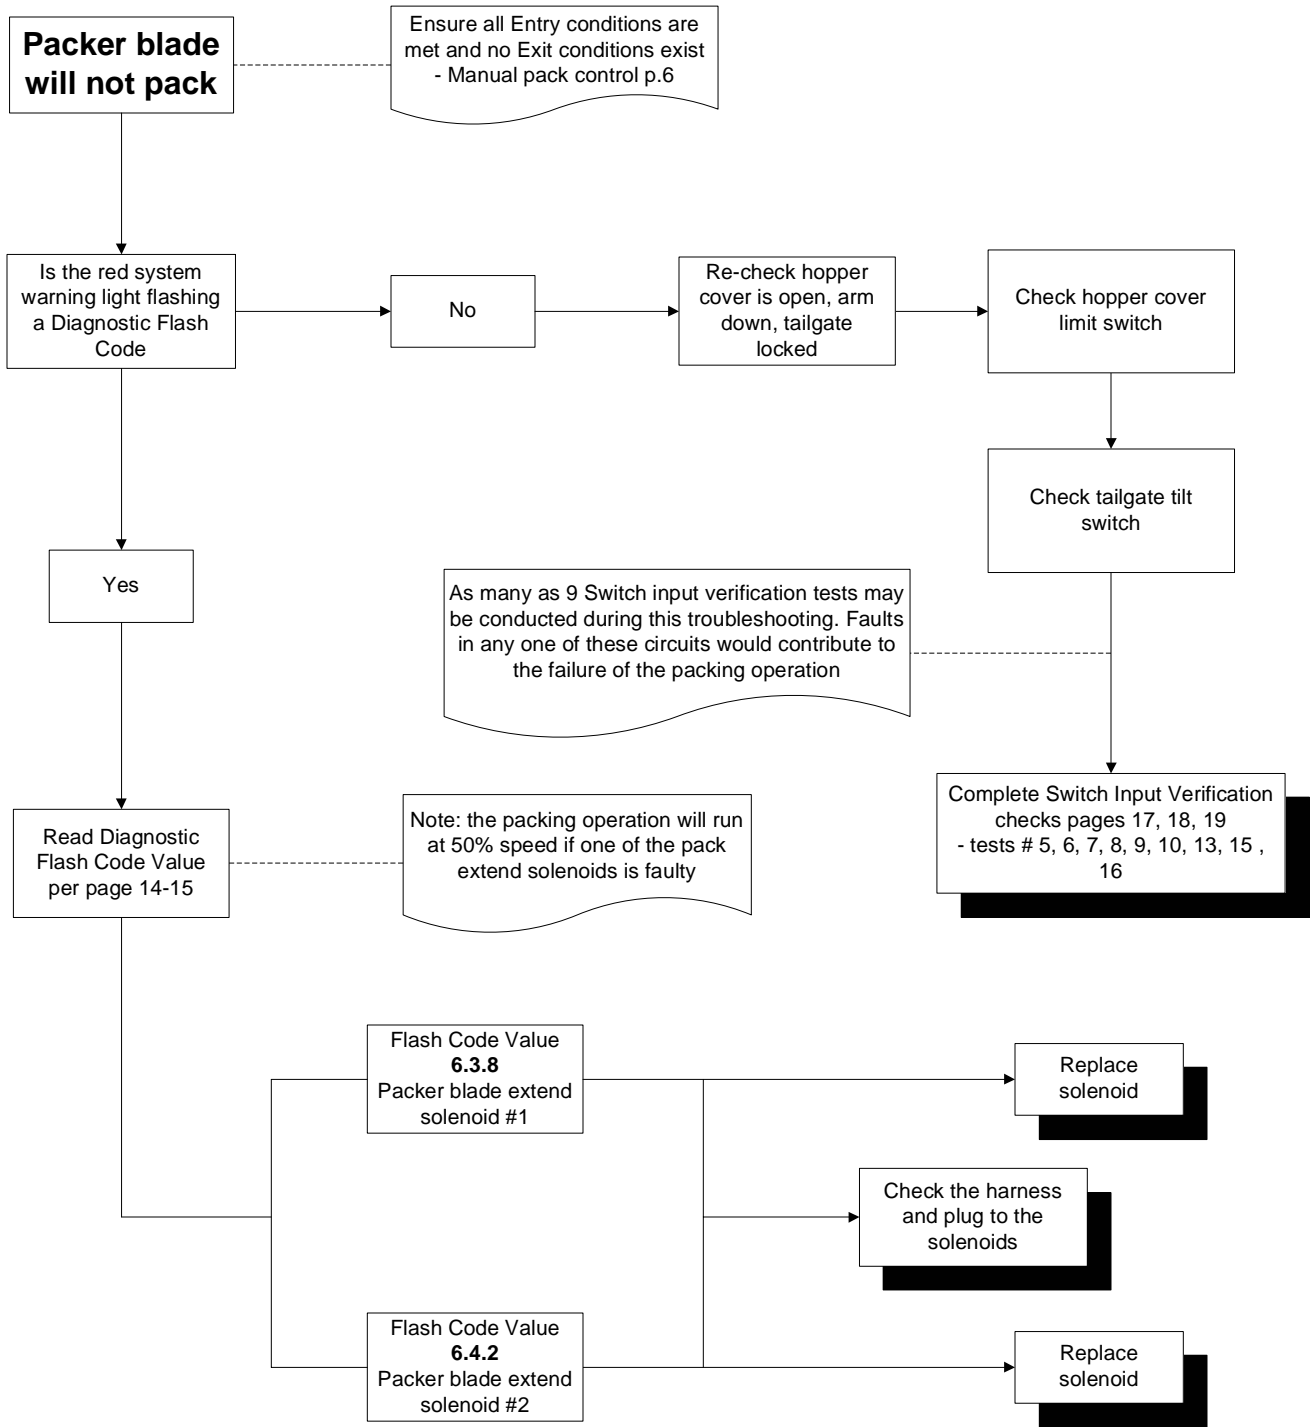 Packer blade
will not pack
Ensure all Entry conditions are
met and no Exit conditions exist
- Manual pack control p.6
Is the red system
warning light flashing
a Diagnostic Flash
Code
No
Re-check hopper
cover is open, arm
down, tailgate
locked
Check hopper cover
limit switch
Check tailgate tilt
switch
Yes
As many as 9 Switch input verification tests may
be conducted during this troubleshooting. Faults
in any one of these circuits would contribute to
the failure of the packing operation
Complete Switch Input Verification
checks pages 17, 18, 19
- tests # 5, 6, 7, 8, 9, 10, 13, 15 ,
16
Read Diagnostic
Flash Code Value
per page 14-15
Note: the packing operation will run
at 50% speed if one of the pack
extend solenoids is faulty
Flash Code Value
6.3.8
Packer blade extend
solenoid #1
Replace
solenoid
Check the harness
and plug to the
solenoids
Flash Code Value
6.4.2
Packer blade extend
solenoid #2
Replace
solenoid